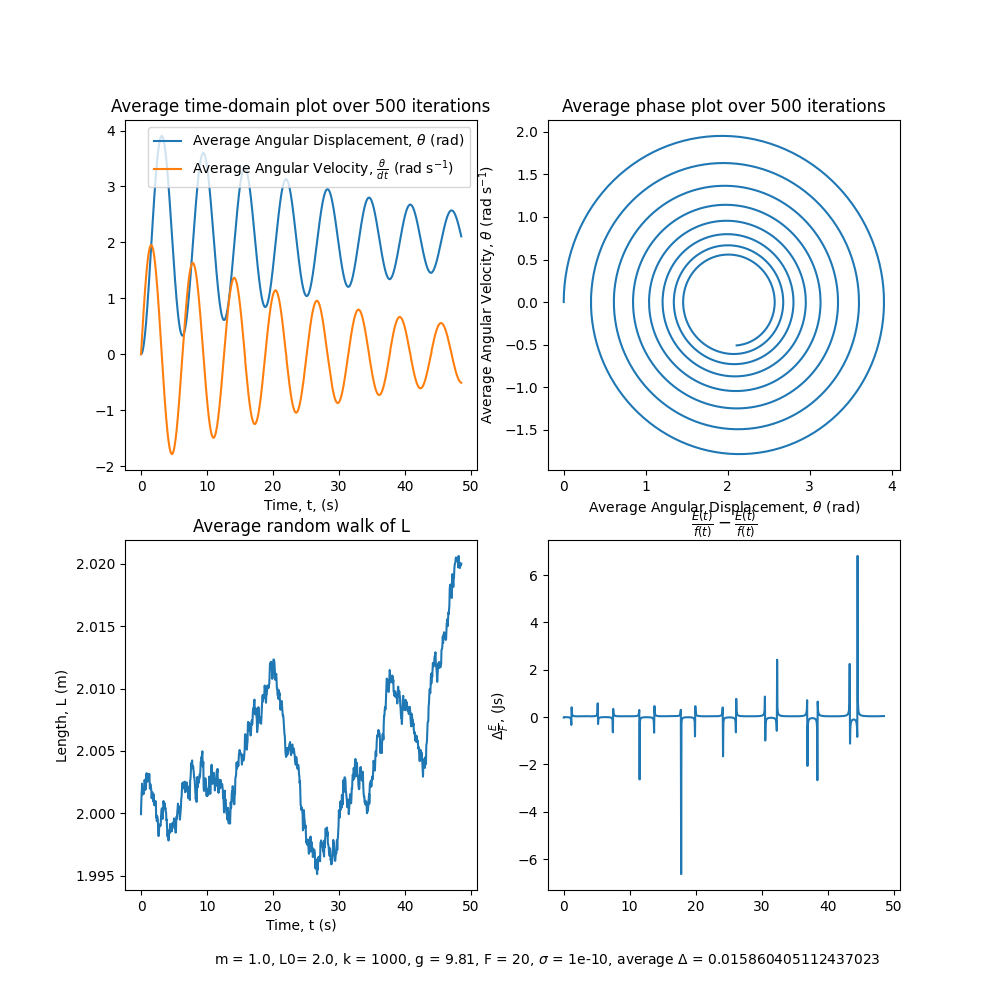 Average time-domain plot over 500 iterations
Average Angular Displacement, θ (rad)
Average Angular Velocity, θ/dt (rad s⁻¹)
4
3
2
1
0
−1
−2
0 10 20 30 40 50
Time, t, (s)
Average phase plot over 500 iterations
Average Angular Velocity, θ (rad s⁻¹)
2.0
1.5
1.0
0.5
0.0
−0.5
−1.0
−1.5
0 1 2 3 4
Average Angular Displacement, θ (rad)
Average random walk of L
Length, L (m)
2.020
2.015
2.010
2.005
2.000
1.995
0 10 20 30 40 50
Time, t (s)
E(t)/f(t) − E(t)/f(t)
Δ E/F, (Js)
6
4
2
0
−2
−4
−6
0 10 20 30 40 50
m = 1.0, L0= 2.0, k = 1000, g = 9.81, F = 20, σ = 1e-10, average Δ = 0.015860405112437023